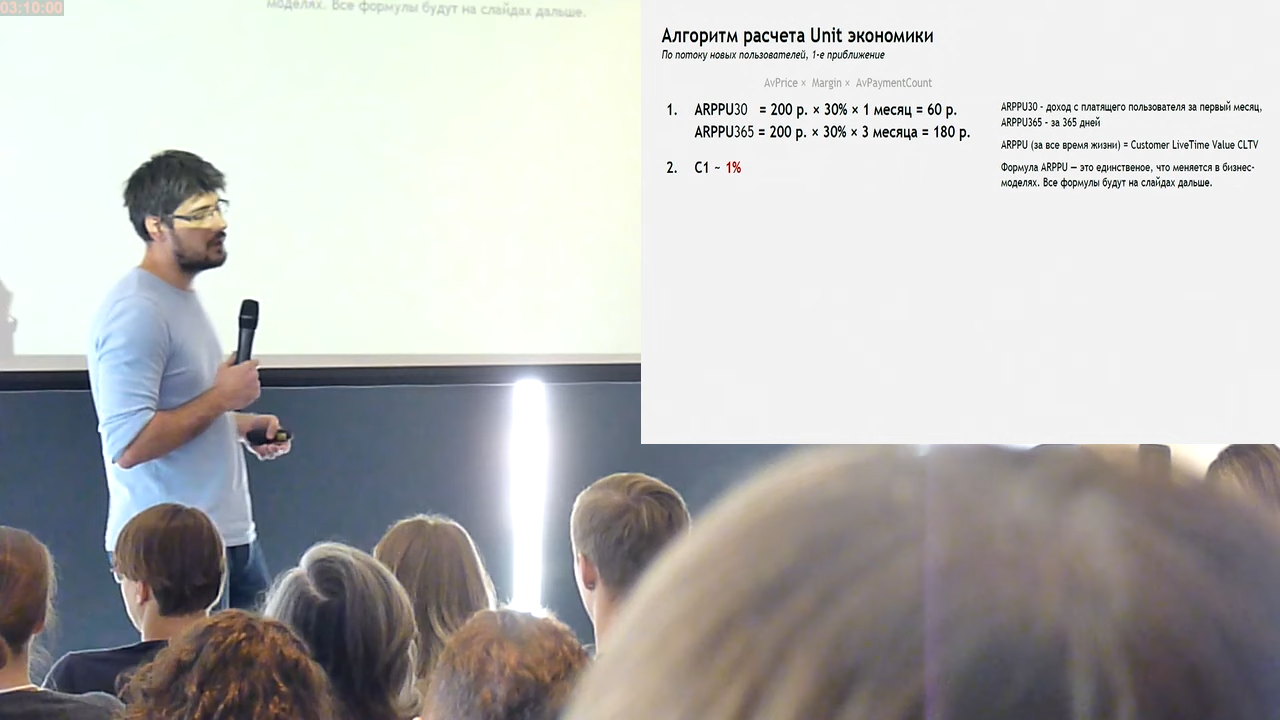 03:10:00
моделях. Все формулы будут на слайдах дальше.
Алгоритм расчета Unit экономики
По потоку новых пользователей, 1-е приближение
AvPrice × Margin × AvPaymentCount
1. ARPPU30 = 200 р. × 30% × 1 месяц = 60 р.
ARPPU365 = 200 р. × 30% × 3 месяца = 180 р.
2. C1 ~ 1%
ARPPU30 - доход с платящего пользователя за первый месяц,
ARPPU365 - за 365 дней
ARPPU (за все время жизни) = Customer LiveTime Value CLTV
Формула ARPPU — это единственое, что меняется в бизнес-
моделях. Все формулы будут на слайдах дальше.